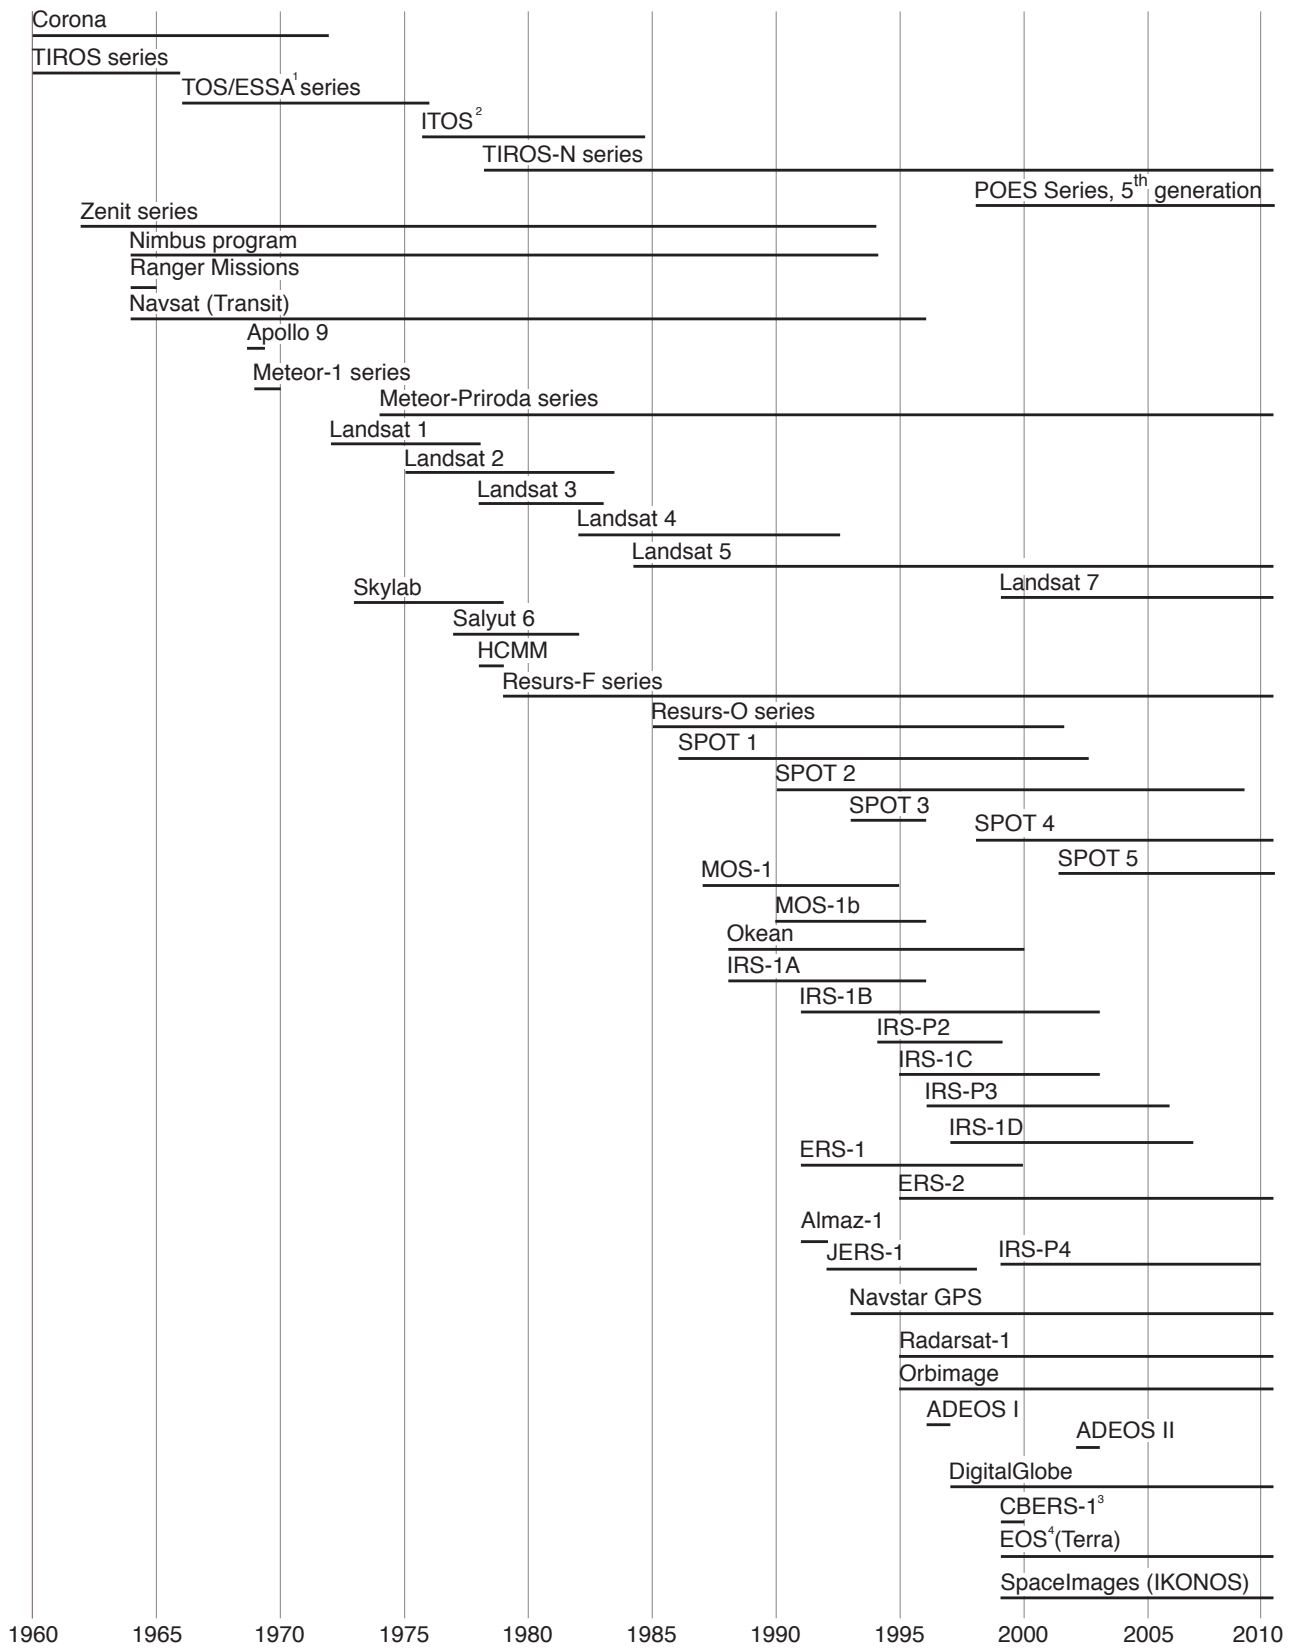 Corona
TIROS series
TOS/ESSA¹ series
ITOS²
TIROS-N series
POES Series, 5th generation
Zenit series
Nimbus program
Ranger Missions
Navsat (Transit)
Apollo 9
Meteor-1 series
Meteor-Priroda series
Landsat 1
Landsat 2
Landsat 3
Landsat 4
Landsat 5
Landsat 7
Skylab
Salyut 6
HCMM
Resurs-F series
Resurs-O series
SPOT 1
SPOT 2
SPOT 3
SPOT 4
SPOT 5
MOS-1
MOS-1b
Okean
IRS-1A
IRS-1B
IRS-P2
IRS-1C
IRS-P3
IRS-1D
ERS-1
ERS-2
Almaz-1
JERS-1
IRS-P4
Navstar GPS
Radarsat-1
Orbimage
ADEOS I
ADEOS II
DigitalGlobe
CBERS-1³
EOS⁴(Terra)
SpaceImages (IKONOS)
1960 1965 1970 1975 1980 1985 1990 1995 2000 2005 2010